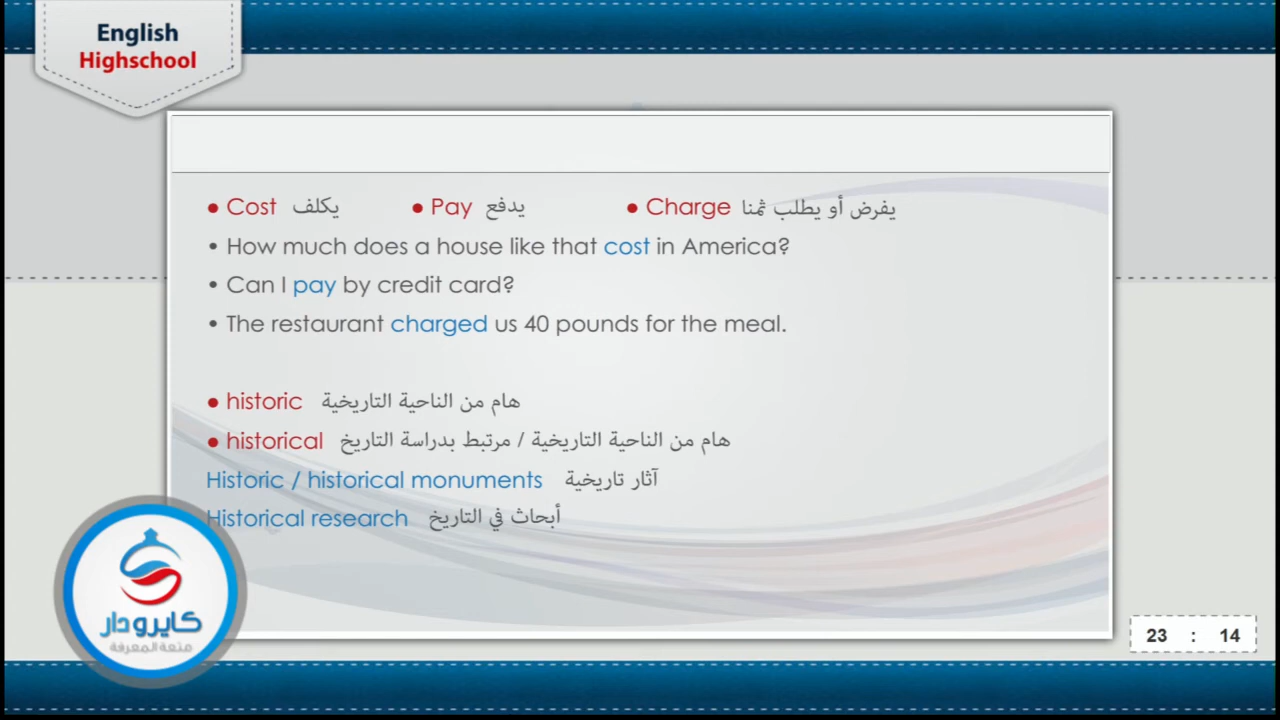 English
Highschool
● Cost يكلف ● Pay يدفع ● Charge يفرض أو يطلب ثمنا
• How much does a house like that cost in America?
• Can I pay by credit card?
• The restaurant charged us 40 pounds for the meal.
● historic هام من الناحية التاريخية
● historical هام من الناحية التاريخية / مرتبط بدراسة التاريخ
Historic / historical monuments آثار تاريخية
Historical research أبحاث في التاريخ
كايرودار
متعة المعرفة
23 : 14